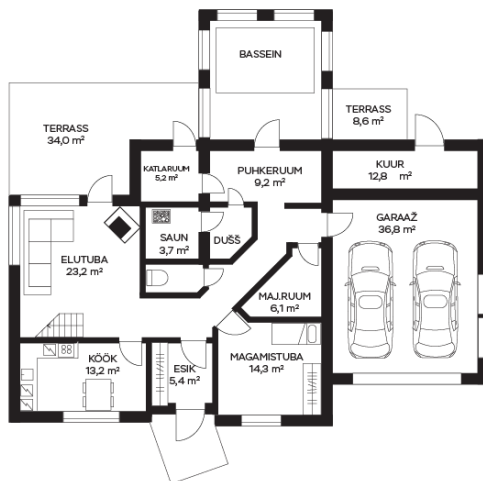 BASSEIN
TERRASS
34,0 m²
TERRASS
8,6 m²
KATLARUUM
5,2 m²
PUHKERUUM
9,2 m²
KUUR
12,8 m²
SAUN
3,7 m²
DUŠŠ
GARAAŽ
36,8 m²
ELUTUBA
23,2 m²
MAJ.RUUM
6,1 m²
KÖÖK
13,2 m²
ESIK
5,4 m²
MAGAMISTUBA
14,3 m²